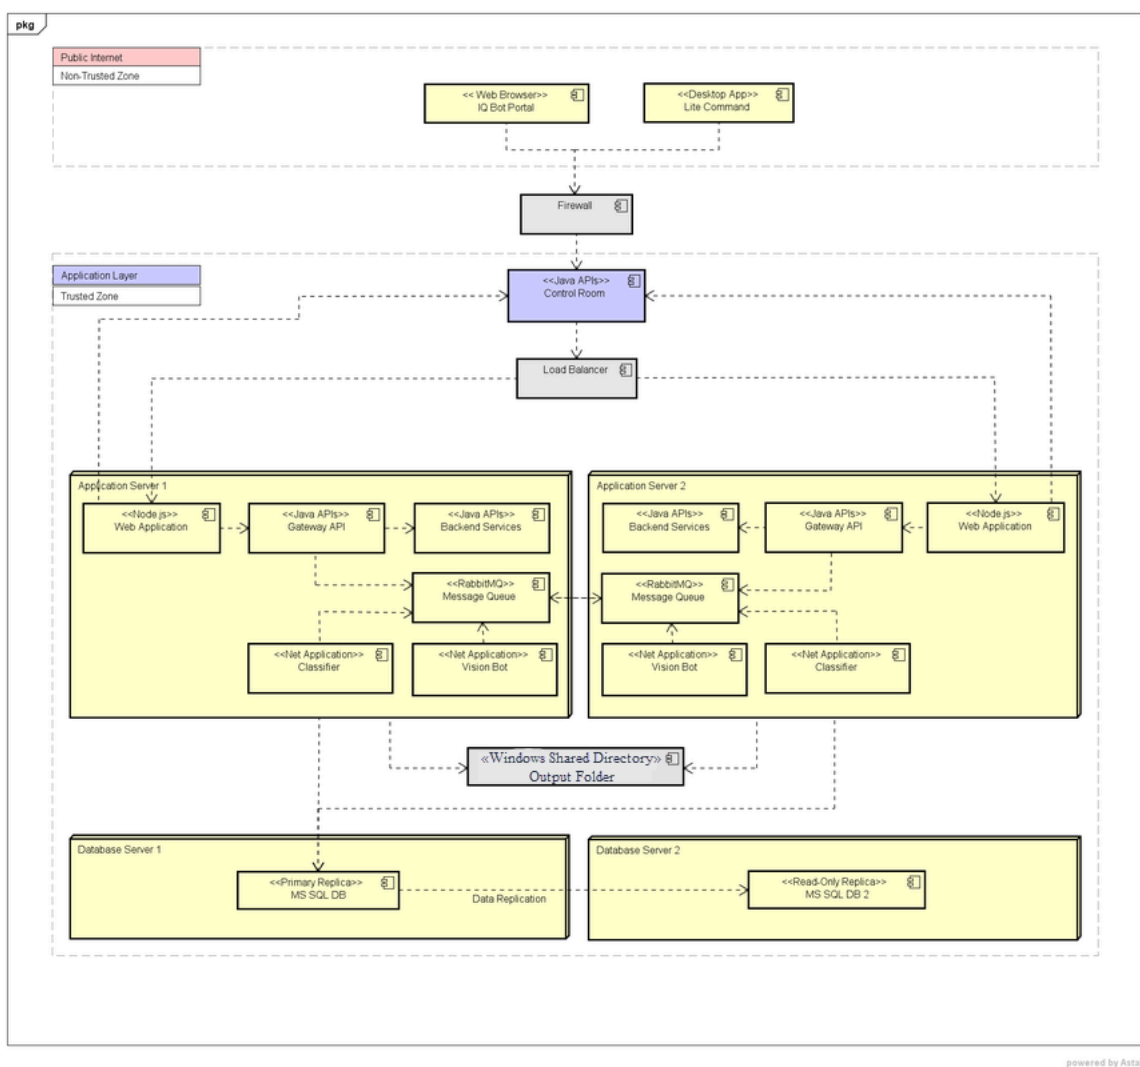 pkg
Public Internet
Non-Trusted Zone
<< Web Browser>>
IQ Bot Portal
<<Desktop App>>
Lite Command
Firewall
Application Layer
Trusted Zone
<<Java APIs>>
Control Room
Load Balancer
Application Server 1
<<Node.js>>
Web Application
<<Java APIs>>
Gateway API
<<Java APIs>>
Backend Services
<<RabbitMQ>>
Message Queue
<<Net Application>>
Classifier
<<Net Application>>
Vision Bot
Application Server 2
<<Java APIs>>
Backend Services
<<Java APIs>>
Gateway API
<<Node.js>>
Web Application
<<RabbitMQ>>
Message Queue
<<Net Application>>
Vision Bot
<<Net Application>>
Classifier
«Windows Shared Directory»
Output Folder
Database Server 1
<<Primary Replica>>
MS SQL DB
Data Replication
Database Server 2
<<Read-Only Replica>>
MS SQL DB 2
powered by Asta